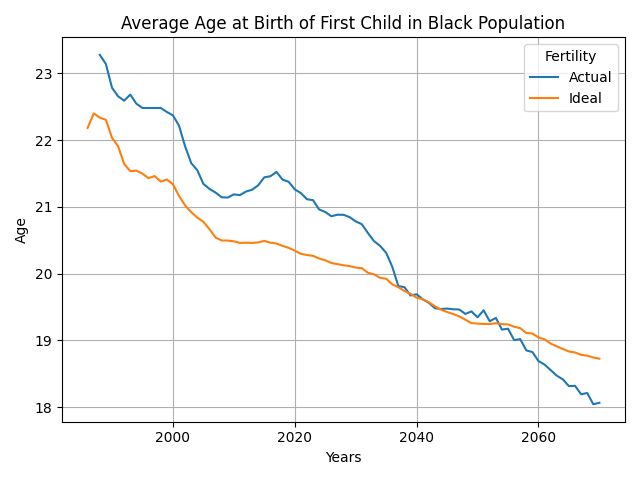 Average Age at Birth of First Child in Black Population
Fertility
Actual
Ideal
Age
23
22
21
20
19
18
2000
2020
2040
2060
Years